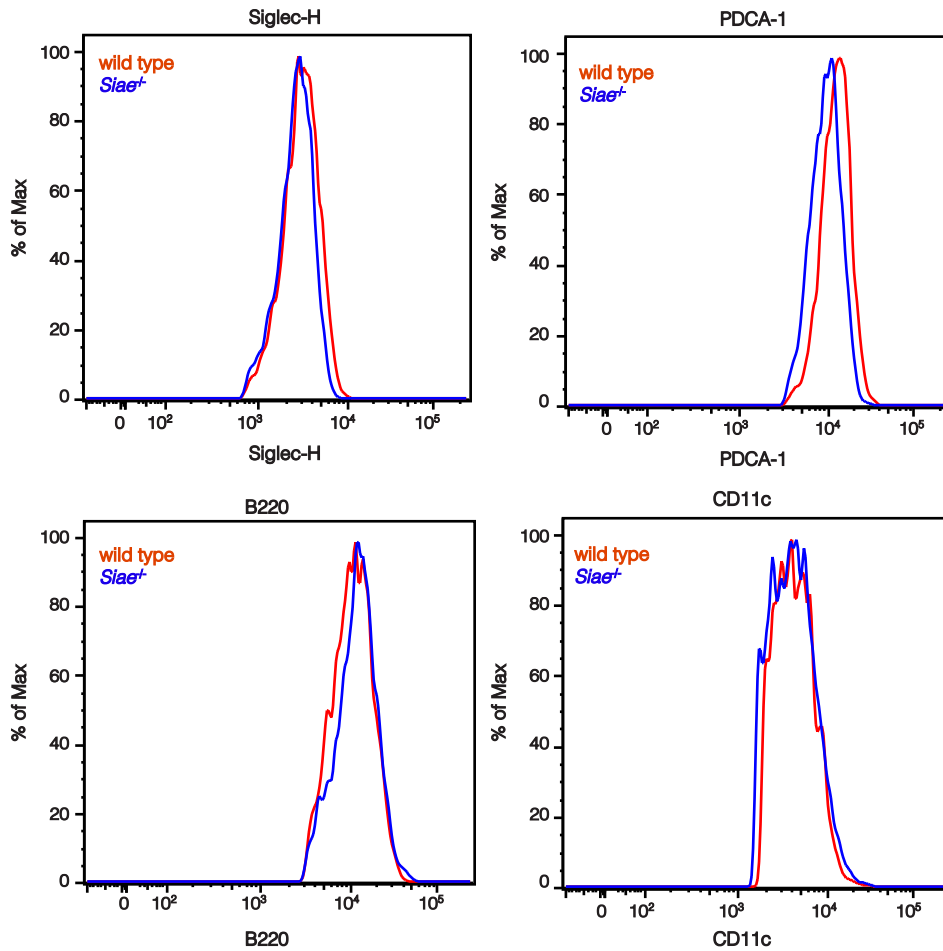 Siglec-H
wild type
Siae-/-
% of Max
100
80
60
40
20
0
0 10² 10³ 10⁴ 10⁵
Siglec-H
PDCA-1
wild type
Siae-/-
% of Max
100
80
60
40
20
0
0 10² 10³ 10⁴ 10⁵
PDCA-1
B220
wild type
Siae-/-
% of Max
100
80
60
40
20
0
0 10² 10³ 10⁴ 10⁵
B220
CD11c
wild type
Siae-/-
% of Max
100
80
60
40
20
0
0 10² 10³ 10⁴ 10⁵
CD11c